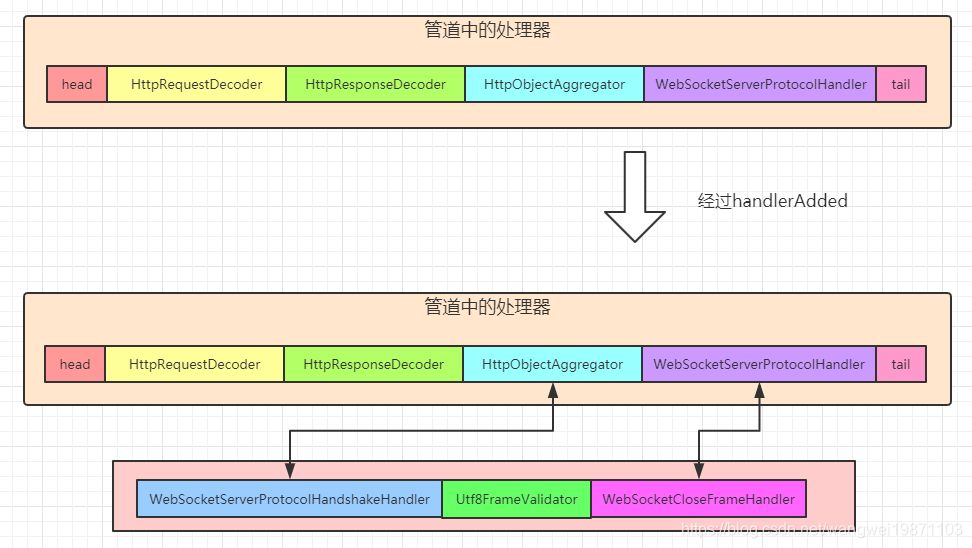 管道中的处理器
head HttpRequestDecoder HttpResponseDecoder HttpObjectAggregator WebSocketServerProtocolHandler tail
经过handlerAdded
管道中的处理器
head HttpRequestDecoder HttpResponseDecoder HttpObjectAggregator WebSocketServerProtocolHandler tail
WebSocketServerProtocolHandshakeHandler Utf8FrameValidator WebSocketCloseFrameHandler
https://blog.csdn.net/wangwei19871103